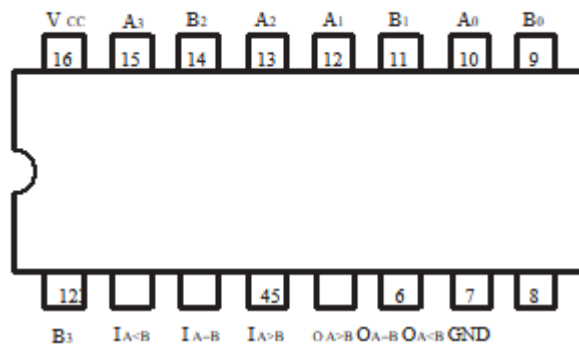 V CC A3 B2 A2 A1 B1 A0 B0
16 15 14 13 12 11 10 9
123 45 6 7 8
B3 IA<B IA=B IA>B OA>B OA=B OA<B GND